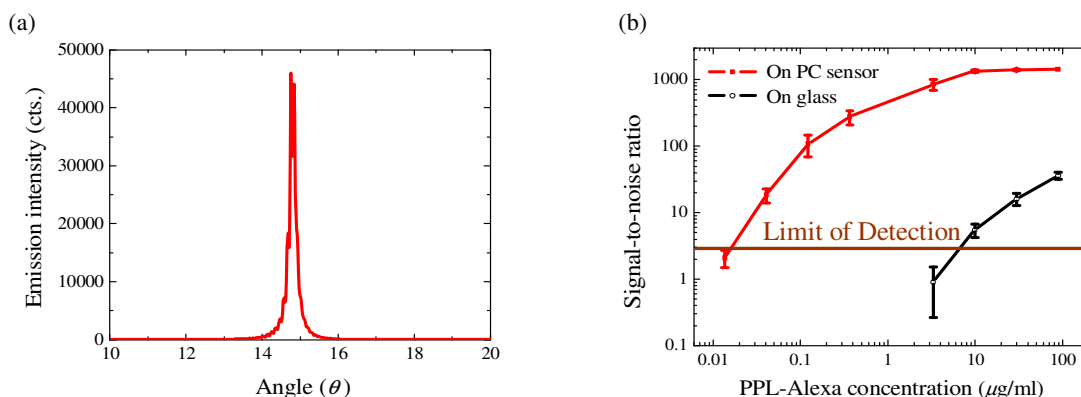 (a)
50000
40000
30000
20000
10000
0
10
12
14
16
18
20
Emission intensity (cts.)
Angle (θ)
(b)
On PC sensor
On glass
Limit of Detection
1000
100
10
1
0.1
0.01
0.1
1
10
100
Signal-to-noise ratio
PPL-Alexa concentration (μg/ml)